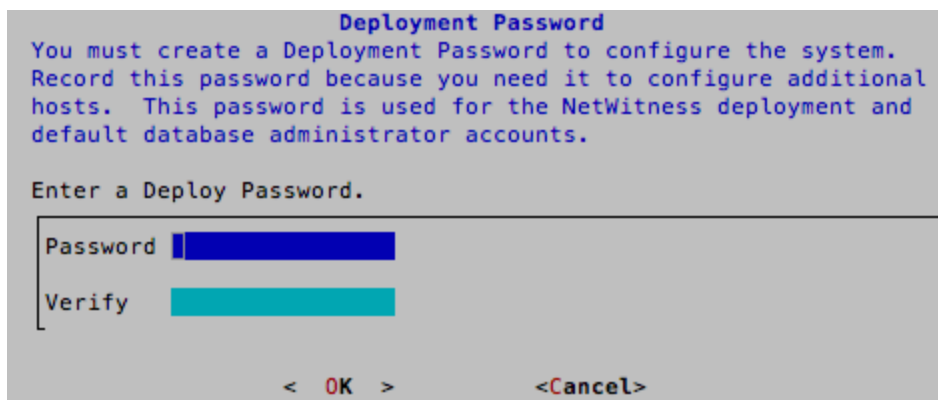 Deployment Password
You must create a Deployment Password to configure the system.
Record this password because you need it to configure additional
hosts.  This password is used for the NetWitness deployment and
default database administrator accounts.
Enter a Deploy Password.
Password
Verify
<  OK  >             <Cancel>